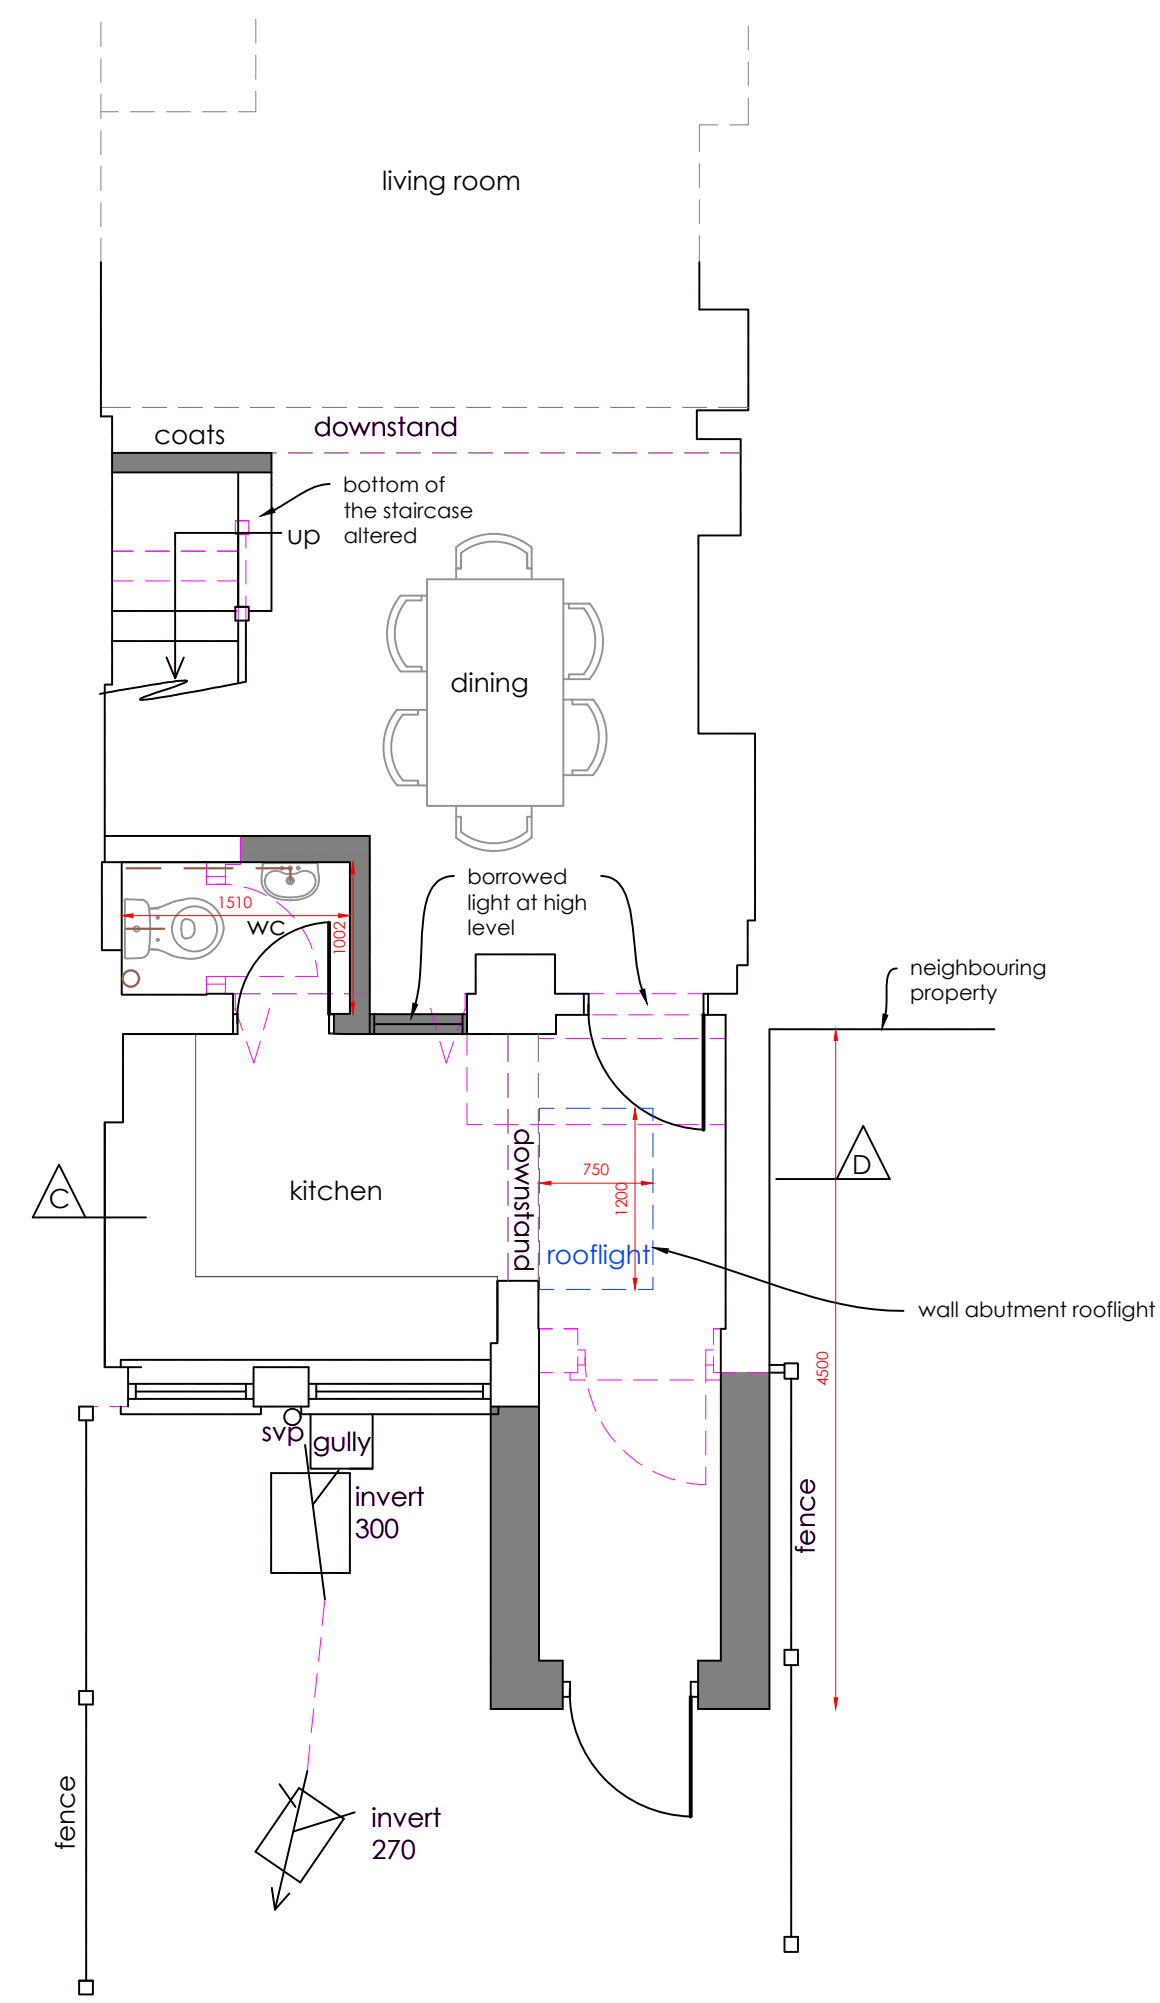 living room
downstand
coats
bottom of
the staircase
altered
up
dining
borrowed
light at high
level
1510
wc
1002
neighbouring
property
downstand
750
1200
D
C
kitchen
rooflight
wall abutment rooflight
4500
svp
gully
invert
300
fence
fence
invert
270